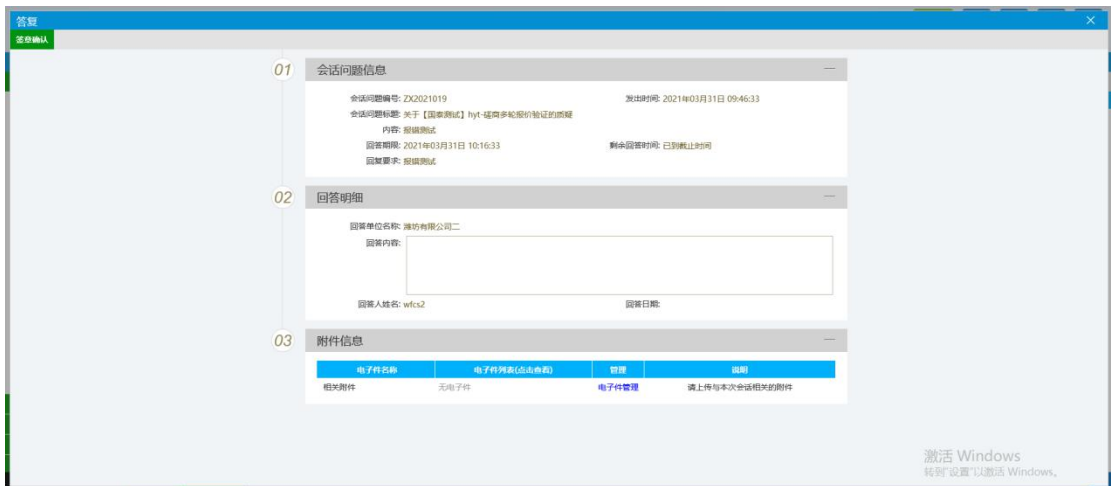 答复
签章确认
01 会话问题信息
会话问题编号: ZX2021019 发出时间: 2021年03月31日 09:46:33
会话问题标题: 关于【国泰测试】hyt-磋商多轮报价验证的质疑
内容: 报辑测试
回答期限: 2021年03月31日 10:16:33 剩余回答时间: 已到截止时间
回复要求: 报辑测试
02 回答明细
回答单位名称: 潍坊有限公司二
回答内容:
回答人姓名: wfcs2 回答日期:
03 附件信息
电子件名称 电子件列表(点击查看) 管理 说明
相关附件 无电子件 电子件管理 请上传与本次会话相关的附件
激活 Windows
转到"设置"以激活 Windows。